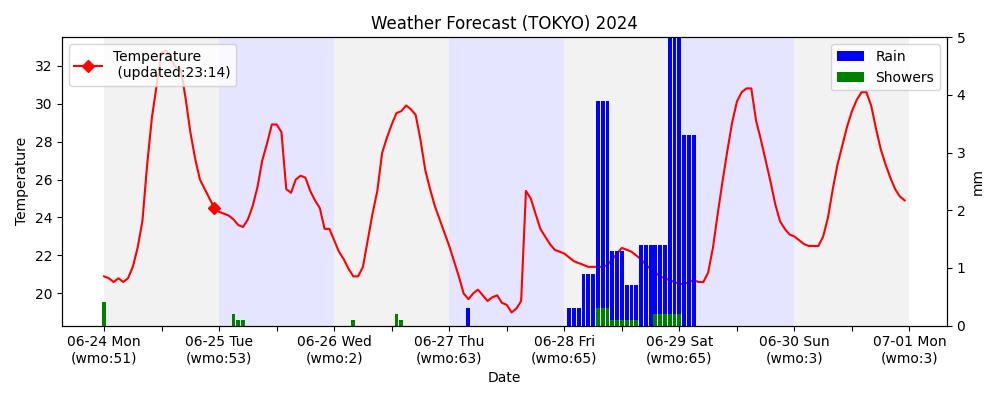 Weather Forecast (TOKYO) 2024
Temperature
(updated:23:14)
Rain
Showers
Temperature
32
30
28
26
24
22
20
5
4
3
2
1
0
mm
06-24 Mon 06-25 Tue 06-26 Wed 06-27 Thu 06-28 Fri 06-29 Sat 06-30 Sun 07-01 Mon
(wmo:51) (wmo:53) (wmo:2) (wmo:63) (wmo:65) (wmo:65) (wmo:3) (wmo:3)
Date